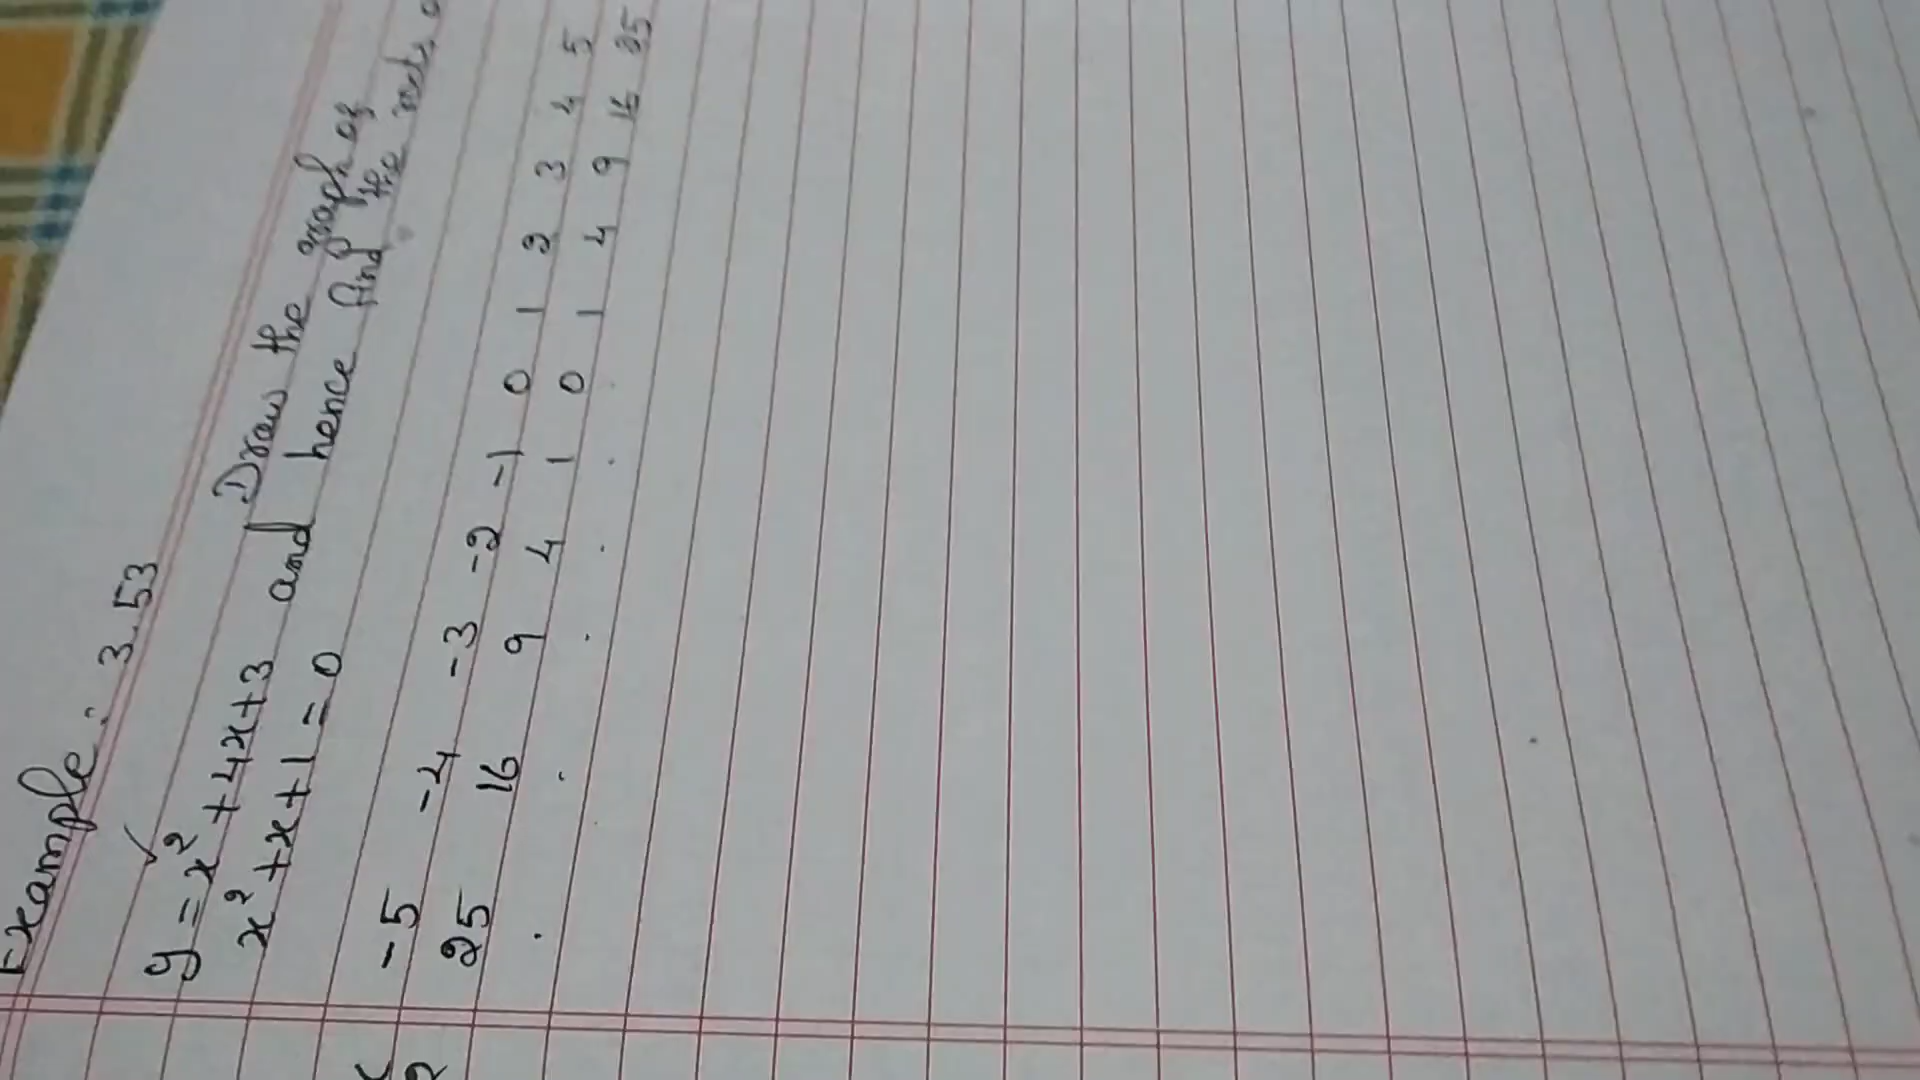 Example : 3.53
Draw the graph of
y = x² + 4x + 3 and hence find the roots
x² + x + 1 = 0
x -5 -4 -3 -2 -1 0 1 2 3 4 5
25 16 9 4 1 0 1 4 9 16 25